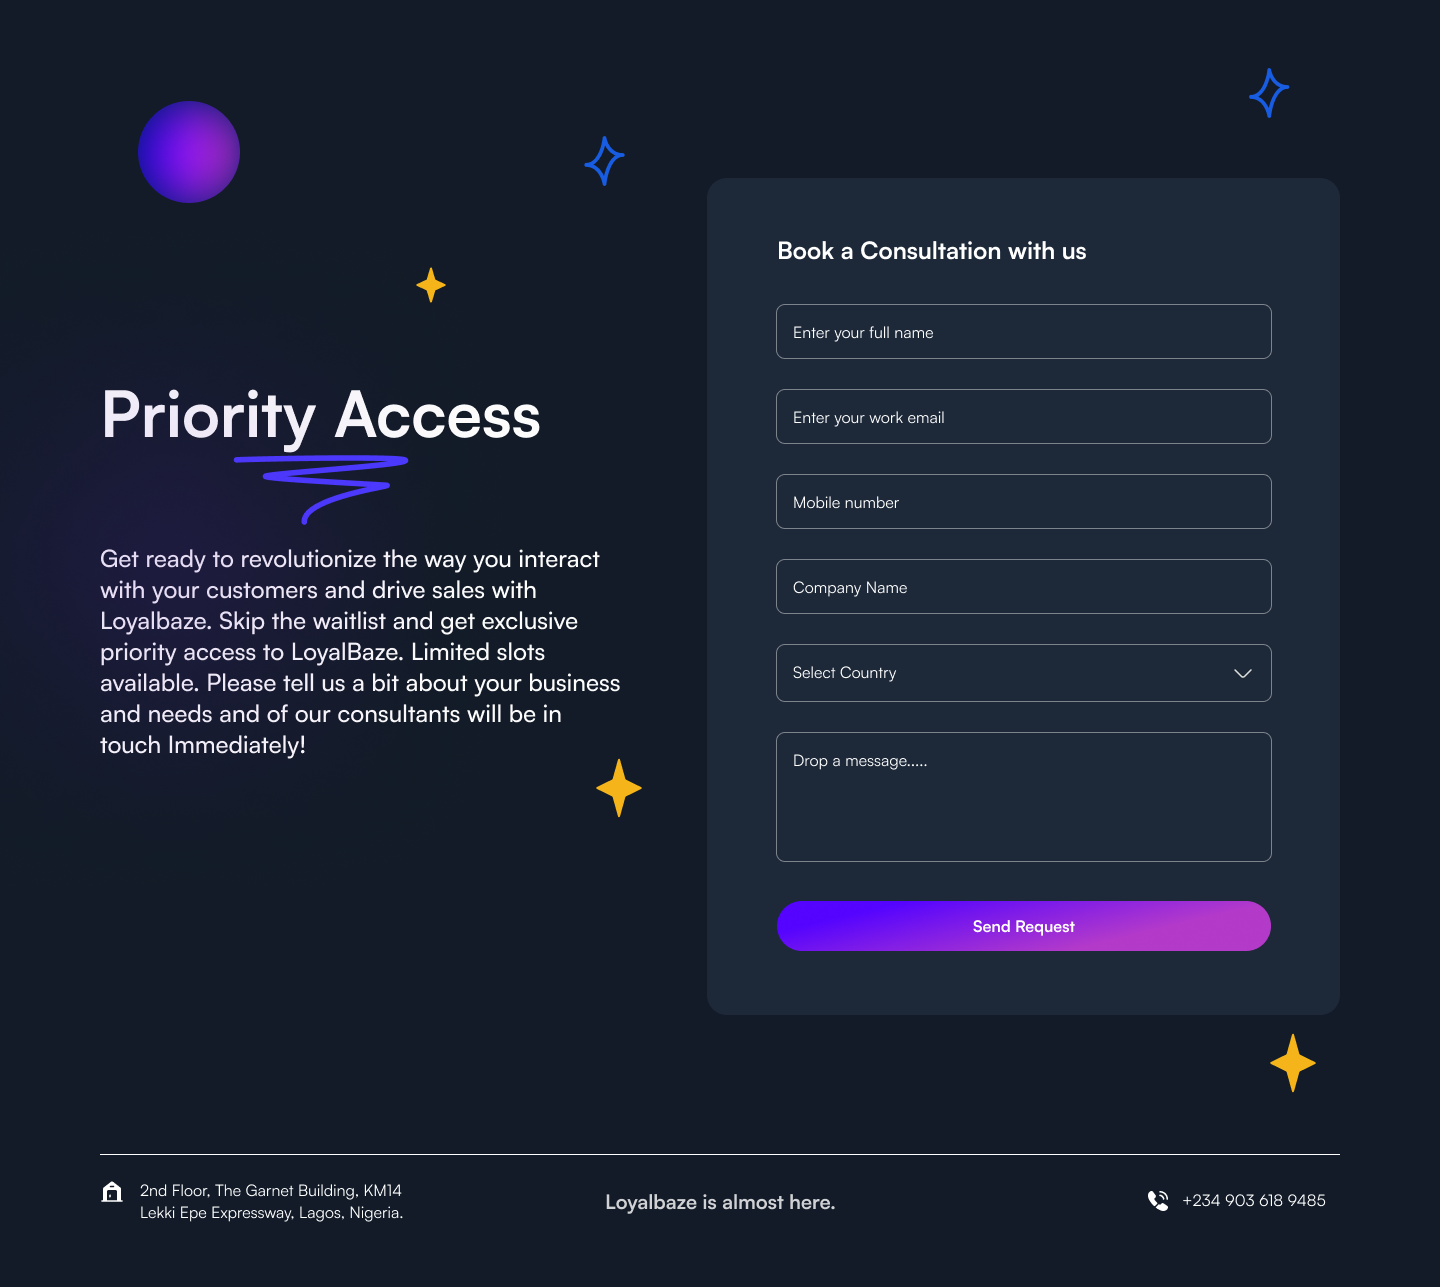 Priority Access
Get ready to revolutionize the way you interact
with your customers and drive sales with
Loyalbaze. Skip the waitlist and get exclusive
priority access to LoyalBaze. Limited slots
available. Please tell us a bit about your business
and needs and of our consultants will be in
touch Immediately!
Book a Consultation with us
Enter your full name
Enter your work email
Mobile number
Company Name
Select Country
Drop a message.....
Send Request
2nd Floor, The Garnet Building, KM14
Lekki Epe Expressway, Lagos, Nigeria.
Loyalbaze is almost here.
+234 903 618 9485